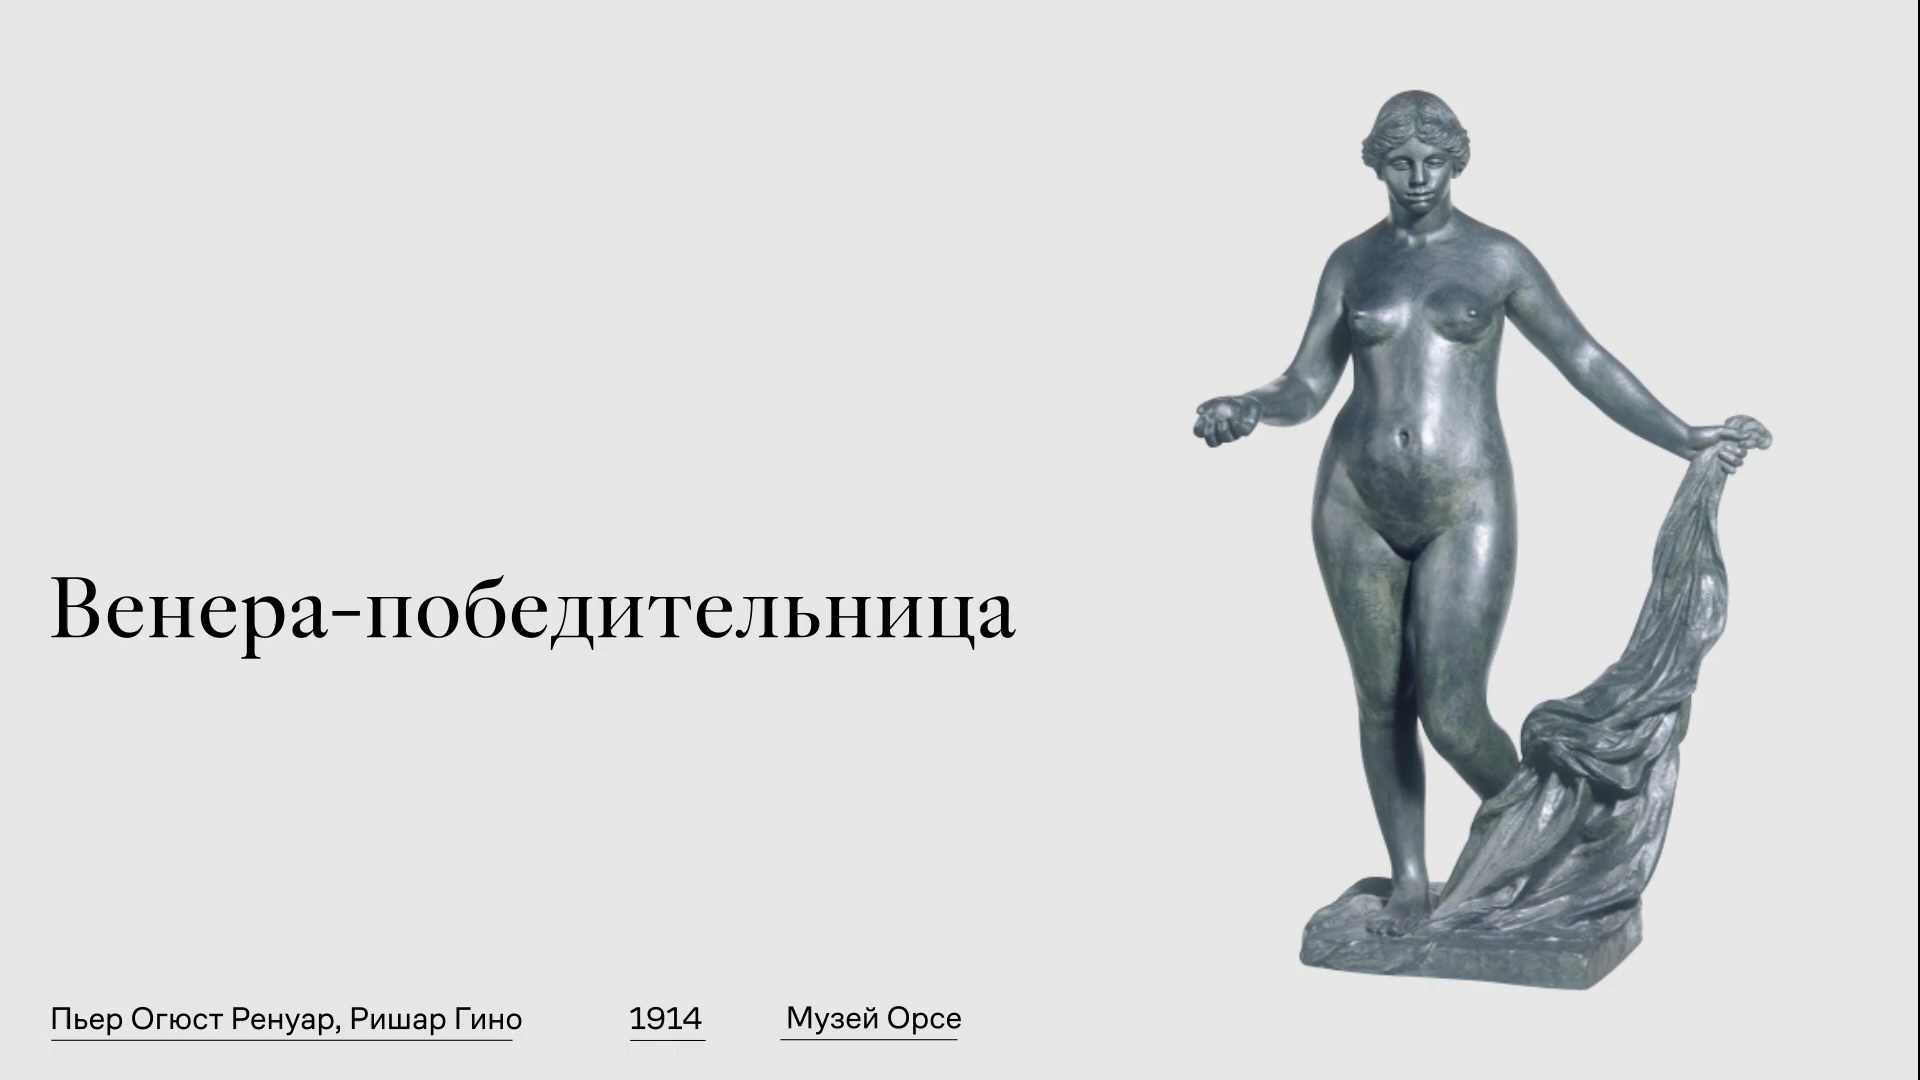 Венера-победительница
Пьер Огюст Ренуар, Ришар Гино
1914
Музей Орсе